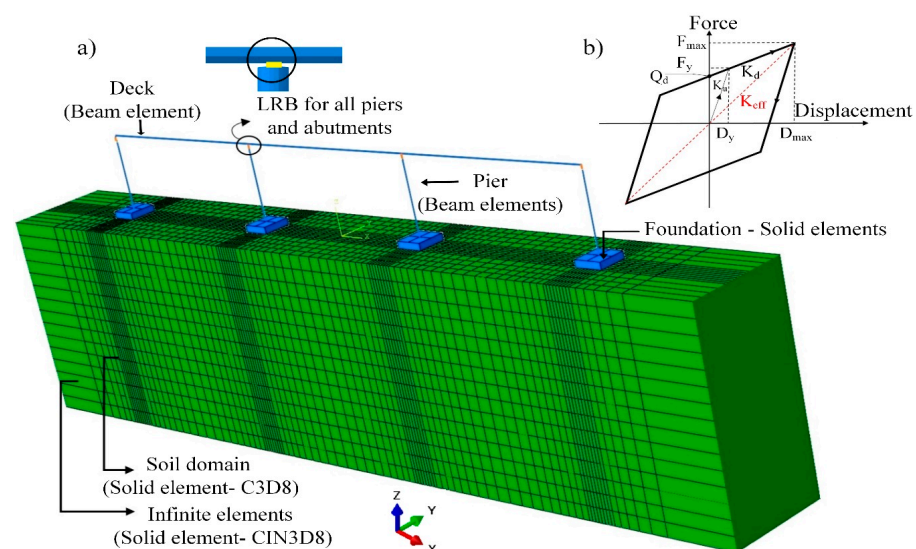 a)
Deck
(Beam element)
LRB for all piers
and abutments
Pier
(Beam elements)
Foundation - Solid elements
Soil domain
(Solid element- C3D8)
Infinite elements
(Solid element- CIN3D8)
Z
Y
X
b)
Force
Fmax
Fy
Qd
Ku
Kd
Keff
Displacement
Dy
Dmax